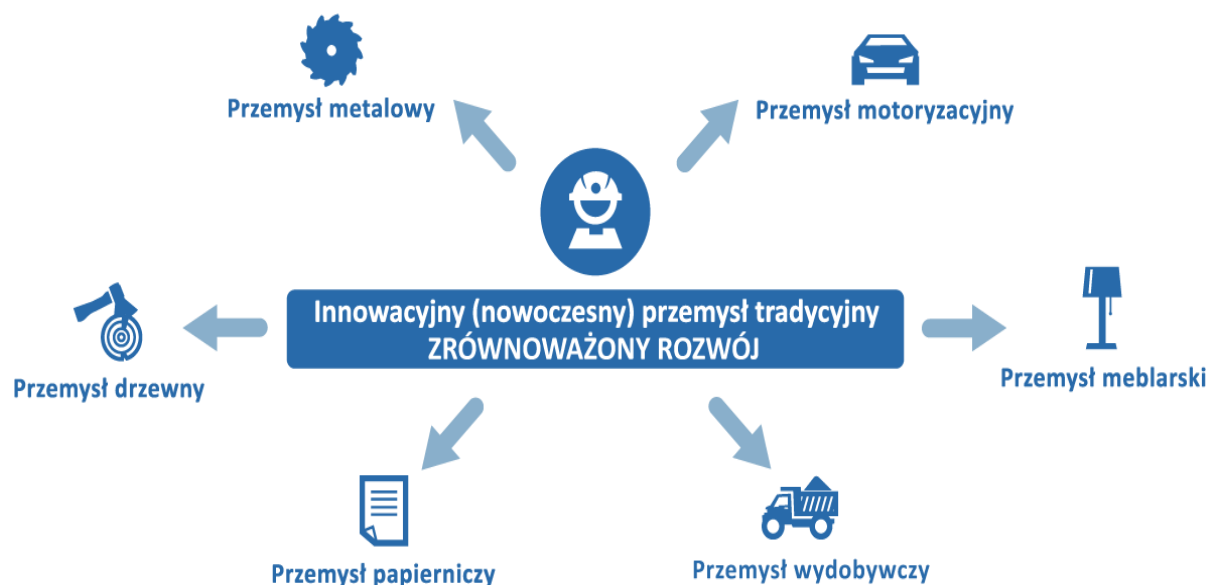 Przemysł metalowy
Przemysł motoryzacyjny
Innowacyjny (nowoczesny) przemysł tradycyjny
ZRÓWNOWAŻONY ROZWÓJ
Przemysł drzewny
Przemysł meblarski
Przemysł papierniczy
Przemysł wydobywczy